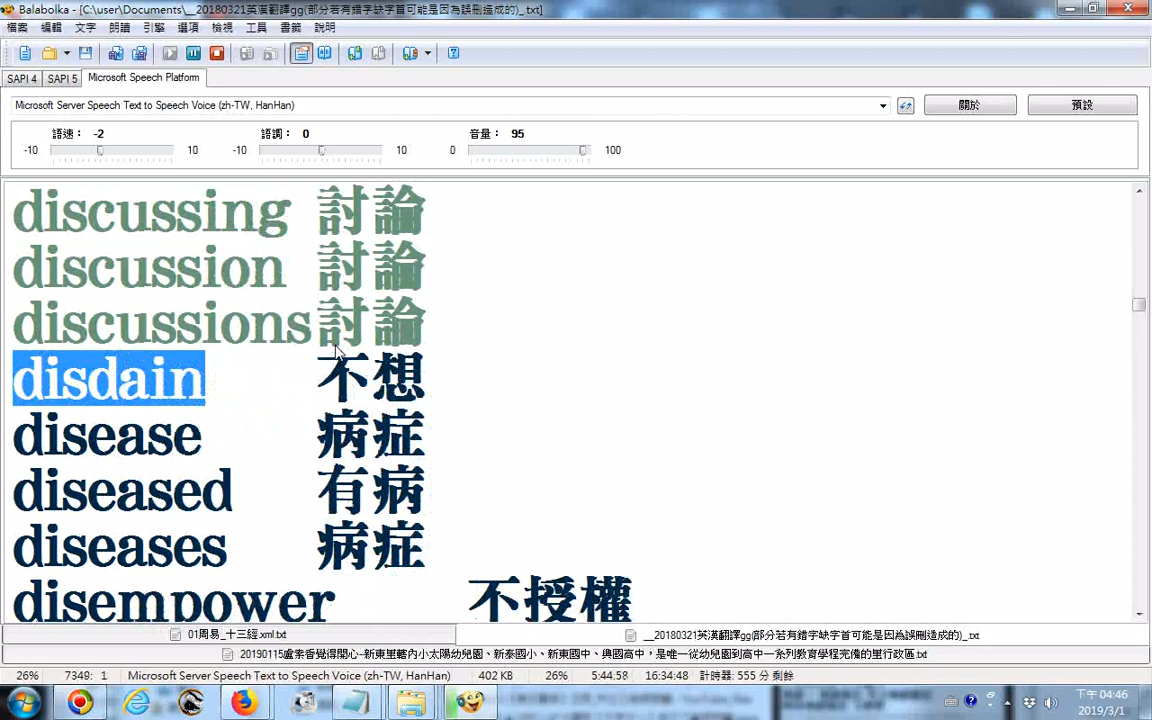 Balabolka - [C:\user\Documents\__20180321英漢翻譯gg(部分若有錯字缺字首可能是因為誤刪造成的)_.txt]
檔案 編輯 文字 朗讀 引擎 選項 檢視 工具 書籤 說明
SAPI 4 SAPI 5 Microsoft Speech Platform
Microsoft Server Speech Text to Speech Voice (zh-TW, HanHan) 關於 預設
語速： -2 語調： 0 音量： 95
-10 10 -10 10 0 100
discussing 討論
discussion 討論
discussions 討論
disdain 不想
disease 病症
diseased 有病
diseases 病症
disempower 不授權
01周易_十三經.xml.txt __20180321英漢翻譯gg(部分若有錯字缺字首可能是因為誤刪造成的)_.txt
20190115盧素香覺得開心-新東里轄內小太陽幼兒園、新泰國小、新東國中、興國高中，是唯一從幼兒園到高中一系列教育學程完備的里行政區.txt
26% 7348: 1 Microsoft Server Speech Text to Speech Voice (zh-TW, HanHan) 402 KB 26% 5:44:58 16:34:48 計時器: 555 分 剩餘
下午 04:46
2019/3/1